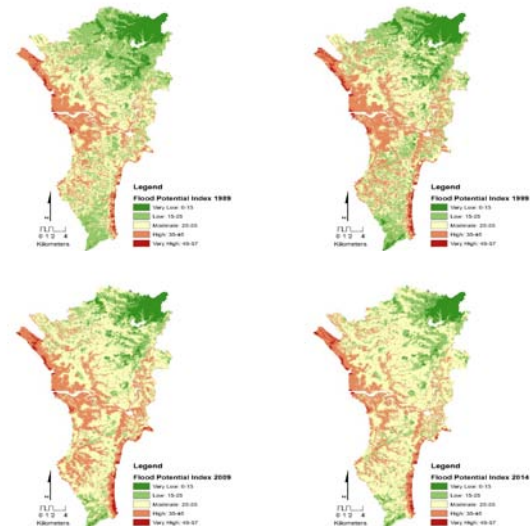 Legend
Flood Potential Index 1989
Very Low: 0-15
Low: 15-25
Moderate: 25-35
High: 35-45
Very High: 45-57
0 1 2 4
Kilometers
Legend
Flood Potential Index 1999
Very Low: 0-15
Low: 15-25
Moderate: 25-35
High: 35-45
Very High: 45-57
0 1 2 4
Kilometers
Legend
Flood Potential Index 2009
Very Low: 0-15
Low: 15-25
Moderate: 25-35
High: 35-45
Very High: 45-57
0 1 2 4
Kilometers
Legend
Flood Potential Index 2014
Very Low: 0-15
Low: 15-25
Moderate: 25-35
High: 35-45
Very High: 45-57
0 1 2 4
Kilometers